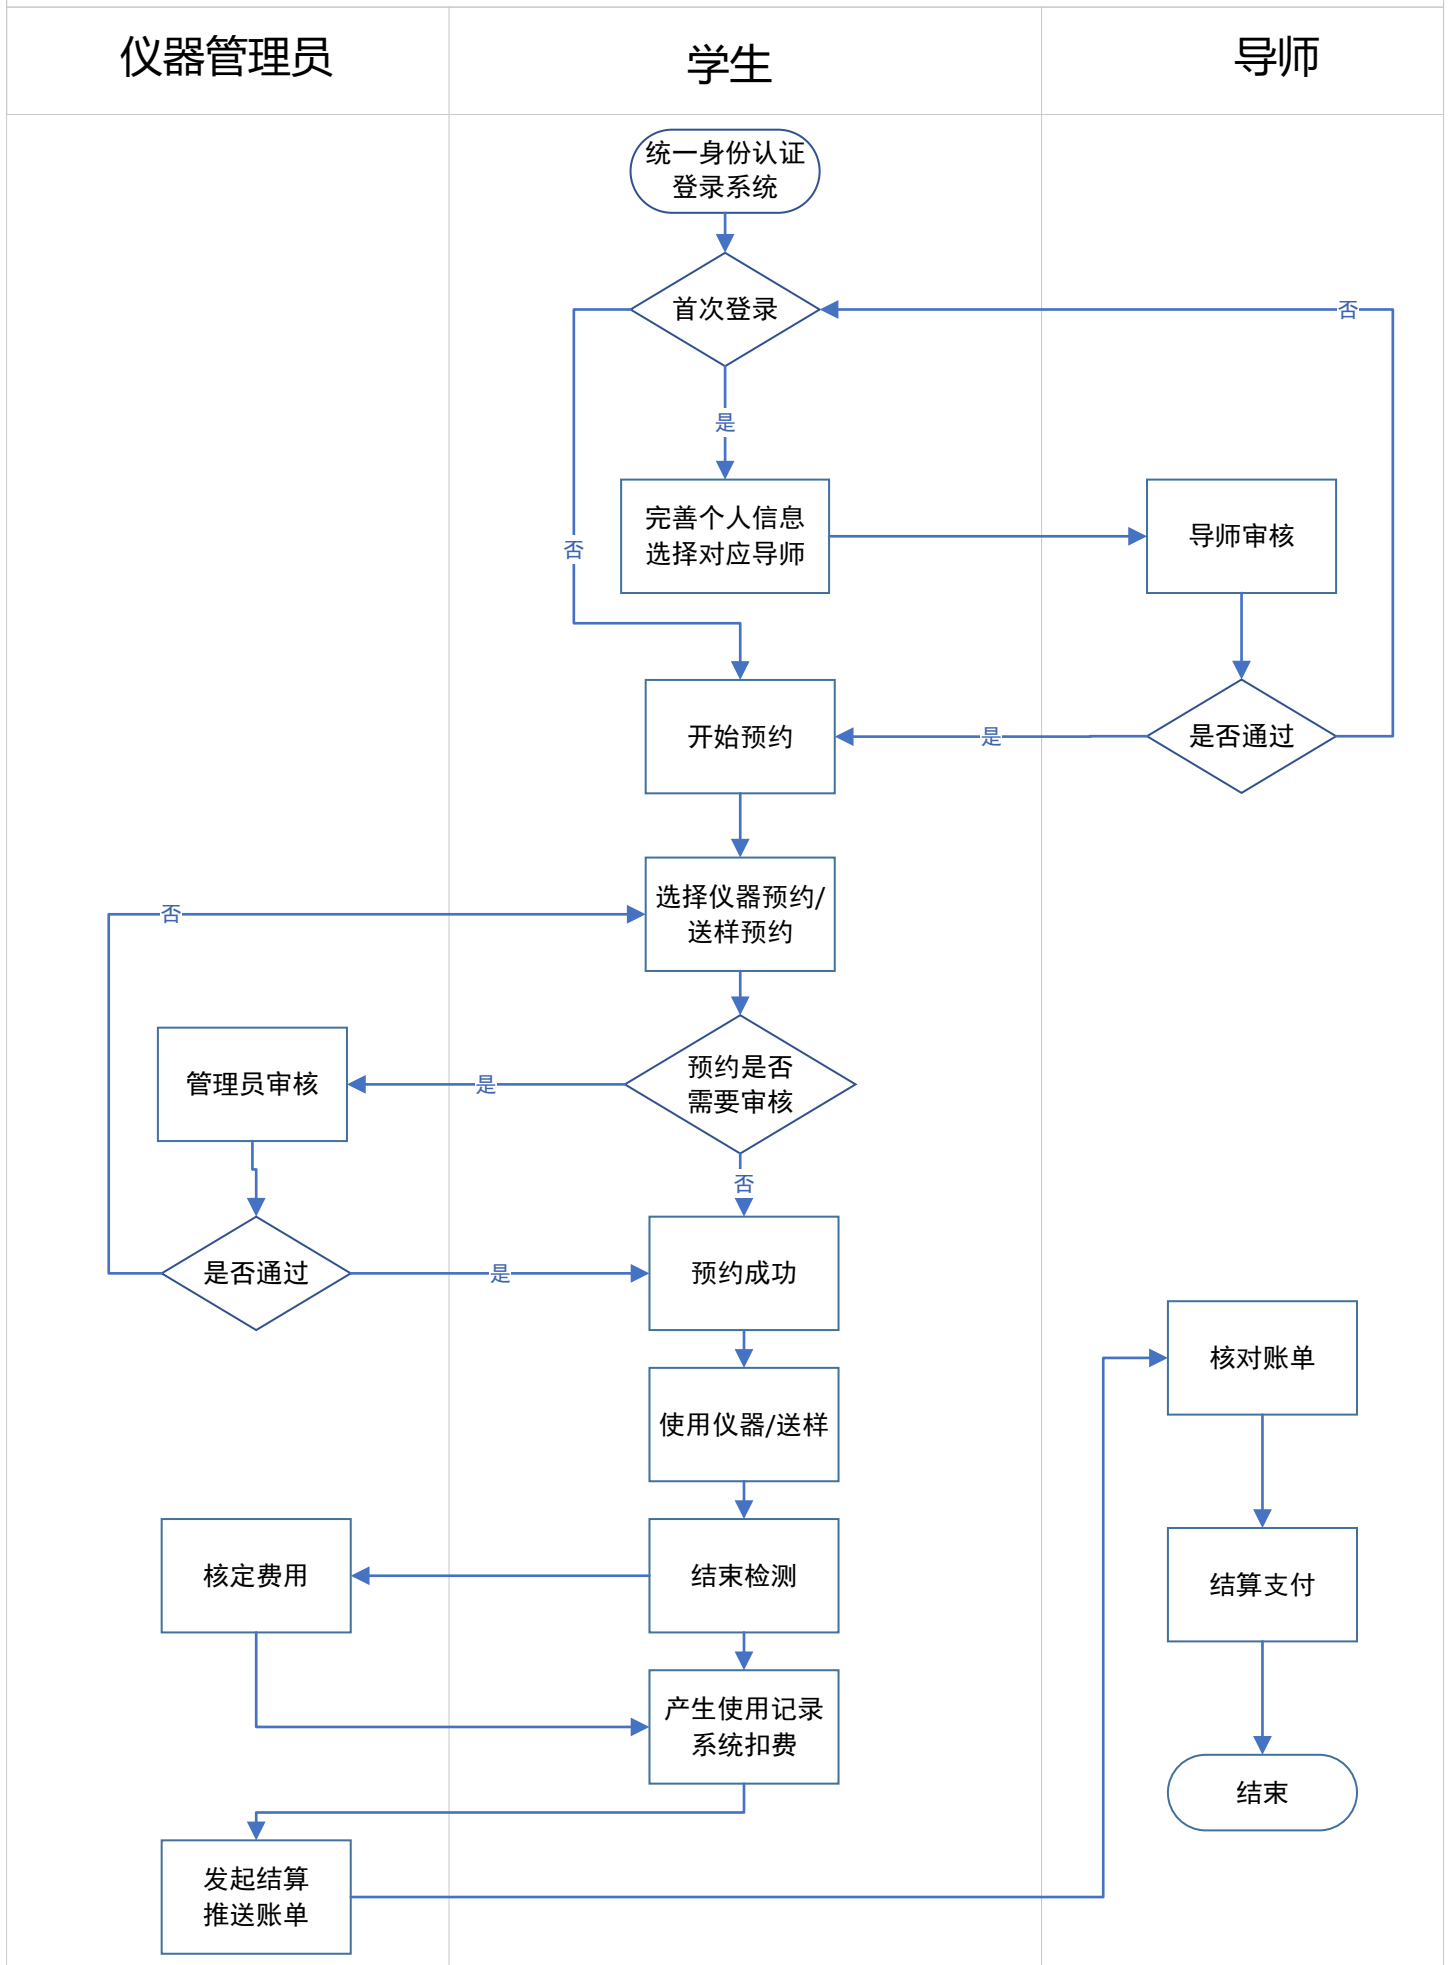 仪器管理员
学生
导师
统一身份认证
登录系统
首次登录
否
是
完善个人信息
选择对应导师
导师审核
否
开始预约
是
是否通过
选择仪器预约/
送样预约
否
管理员审核
是
预约是否
需要审核
否
是否通过
是
预约成功
核对账单
使用仪器/送样
核定费用
结束检测
结算支付
产生使用记录
系统扣费
结束
发起结算
推送账单